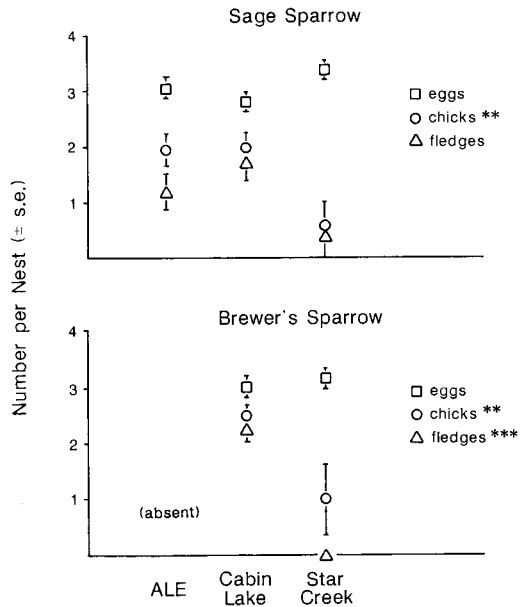 Sage Sparrow
4
3
2
1
eggs
chicks **
fledges
Number per Nest (± s.e.)
Brewer's Sparrow
4
3
2
1
eggs
chicks **
fledges ***
(absent)
ALE
Cabin
Lake
Star
Creek